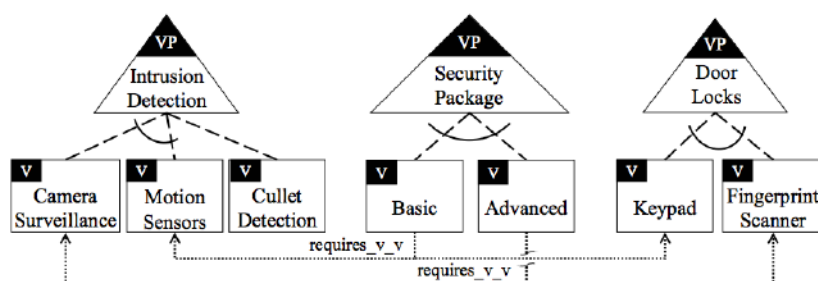 VP
Intrusion
Detection
VP
Security
Package
VP
Door
Locks
V
Camera
Surveillance
V
Motion
Sensors
V
Cullet
Detection
V
Basic
V
Advanced
V
Keypad
V
Fingerprint
Scanner
requires_v_v
requires_v_v